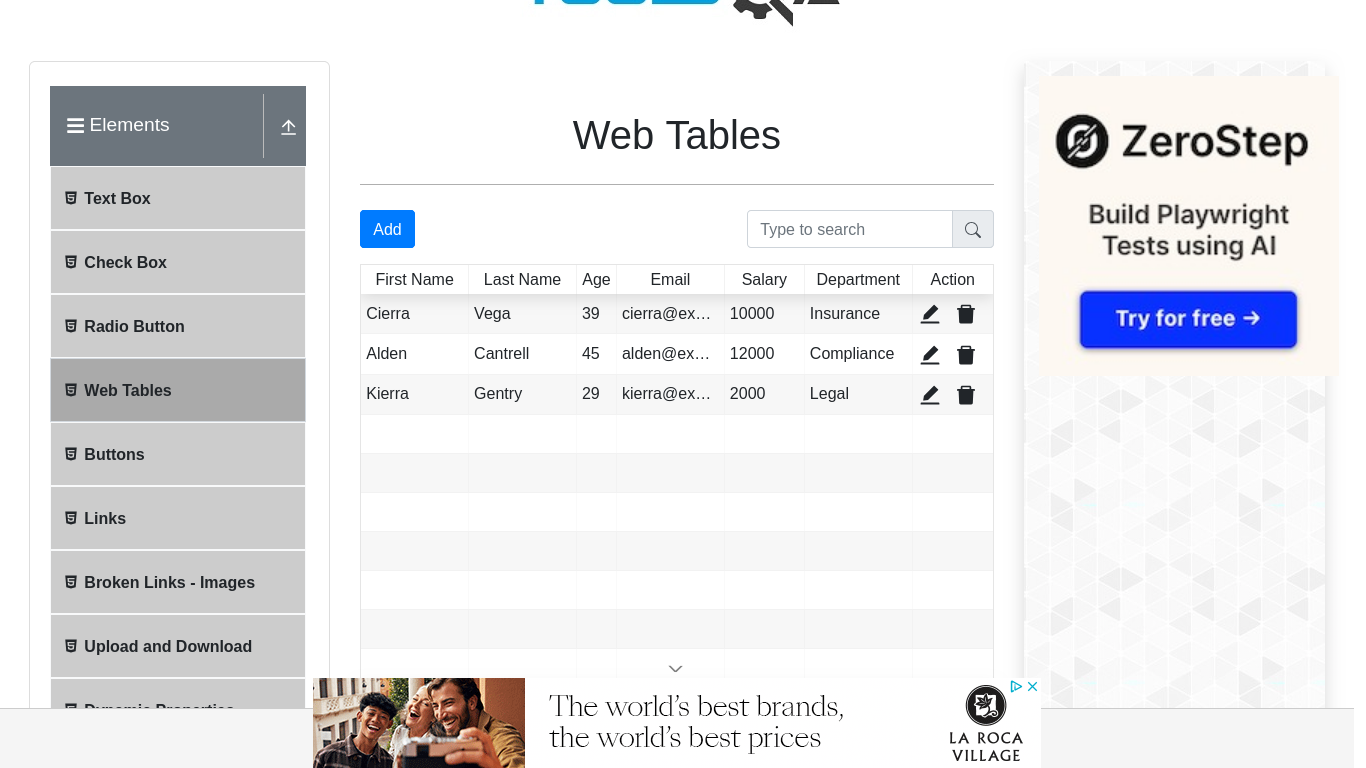 Elements
Text Box
Check Box
Radio Button
Web Tables
Buttons
Links
Broken Links - Images
Upload and Download
Web Tables
Add
Type to search
First Name Last Name Age Email Salary Department Action
Cierra Vega 39 cierra@ex… 10000 Insurance
Alden Cantrell 45 alden@ex… 12000 Compliance
Kierra Gentry 29 kierra@ex… 2000 Legal
ZeroStep
Build Playwright
Tests using AI
Try for free →
The world’s best brands,
the world’s best prices
LA ROCA
VILLAGE